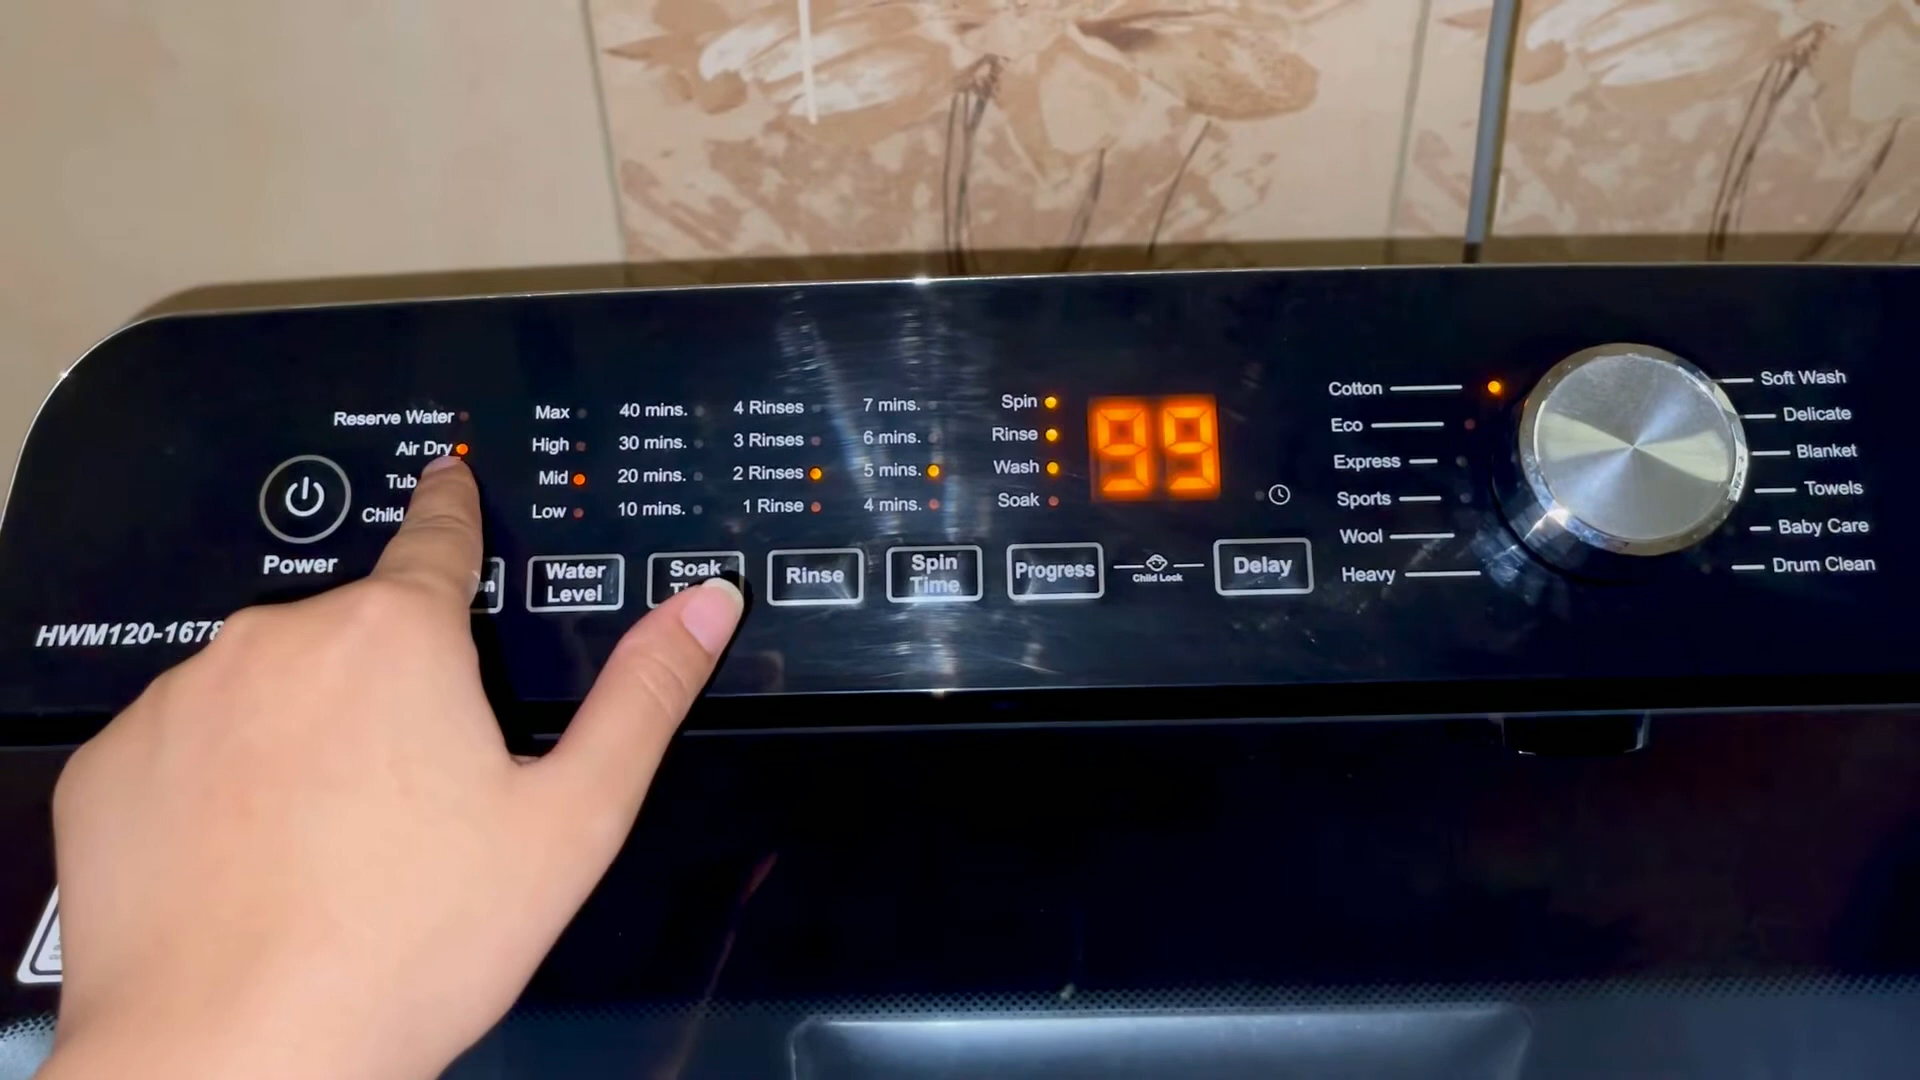 Reserve Water
Air Dry
Tub
Child
Power
HWM120-1678
Max
High
Mid
Low
Water
Level
40 mins.
30 mins.
20 mins.
10 mins.
Soak
4 Rinses
3 Rinses
2 Rinses
1 Rinse
Rinse
7 mins.
6 mins.
5 mins.
4 mins.
Spin
Time
Spin
Rinse
Wash
Soak
Progress
99
Child Lock
Delay
Cotton
Eco
Express
Sports
Wool
Heavy
Soft Wash
Delicate
Blanket
Towels
Baby Care
Drum Clean